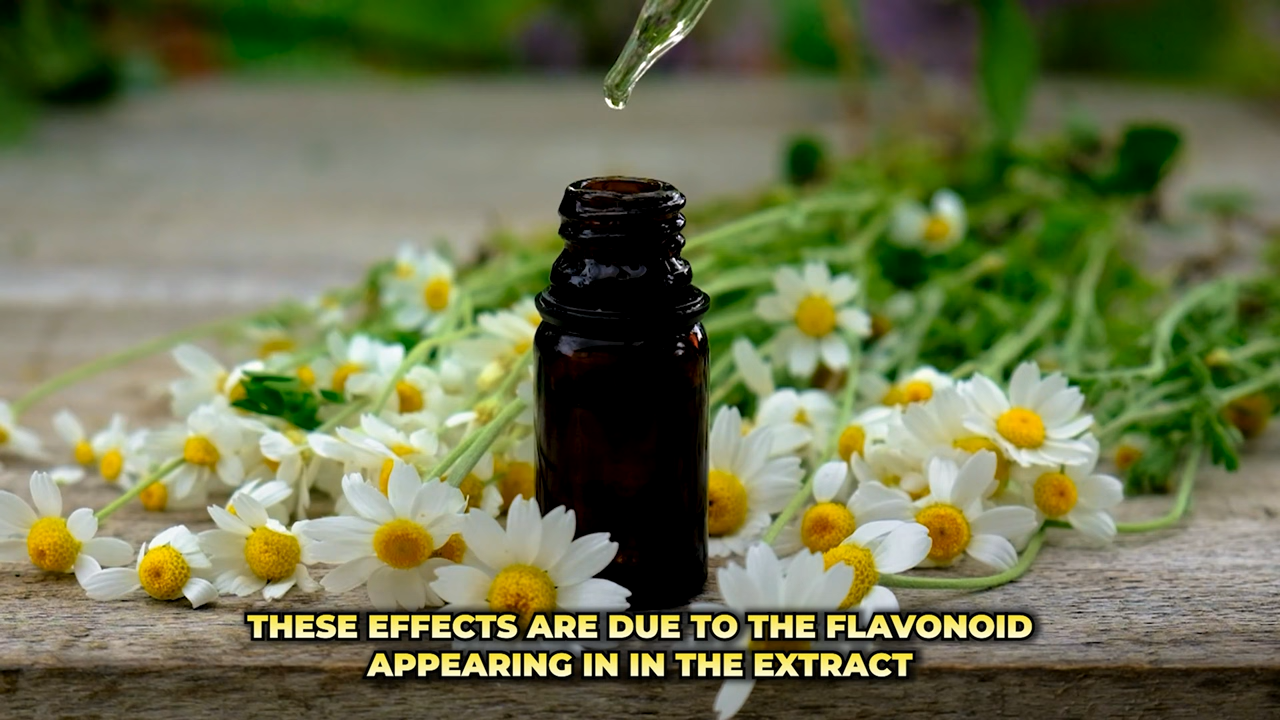 THESE EFFECTS ARE DUE TO THE FLAVONOID
APPEARING IN IN THE EXTRACT